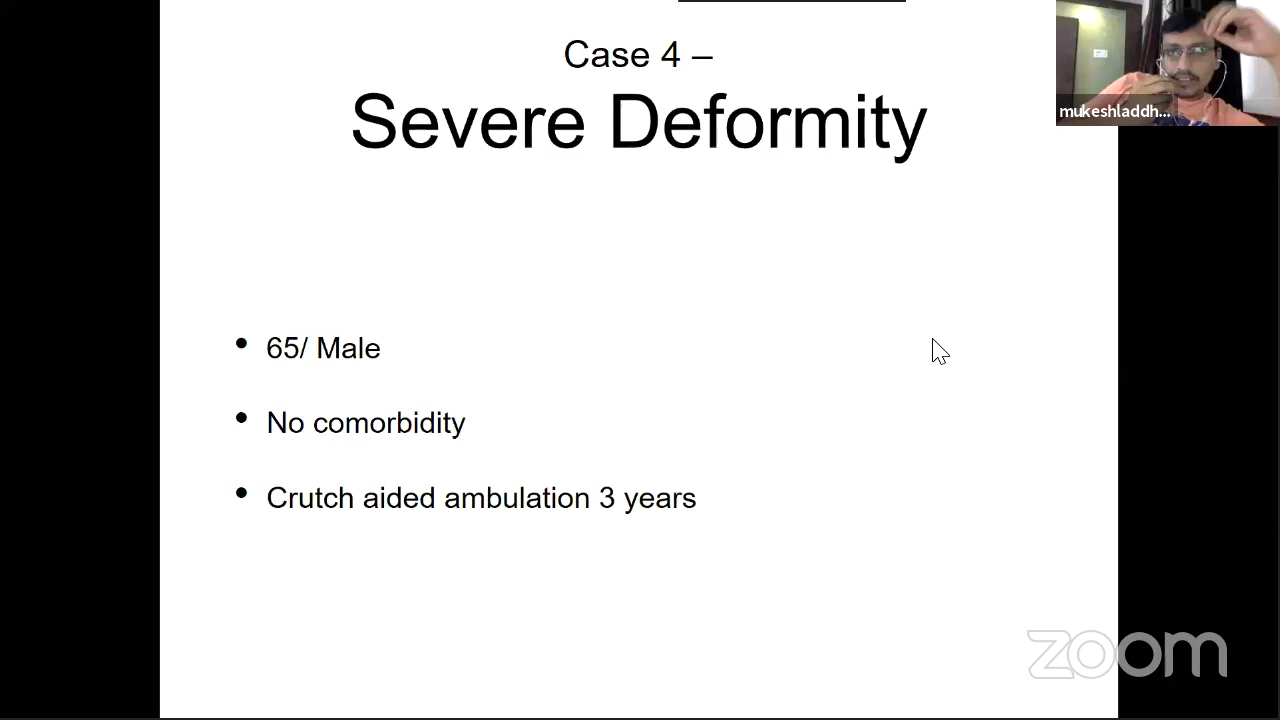 Case 4 –
Severe Deformity
mukeshladdh...
• 65/ Male
• No comorbidity
• Crutch aided ambulation 3 years
zoom